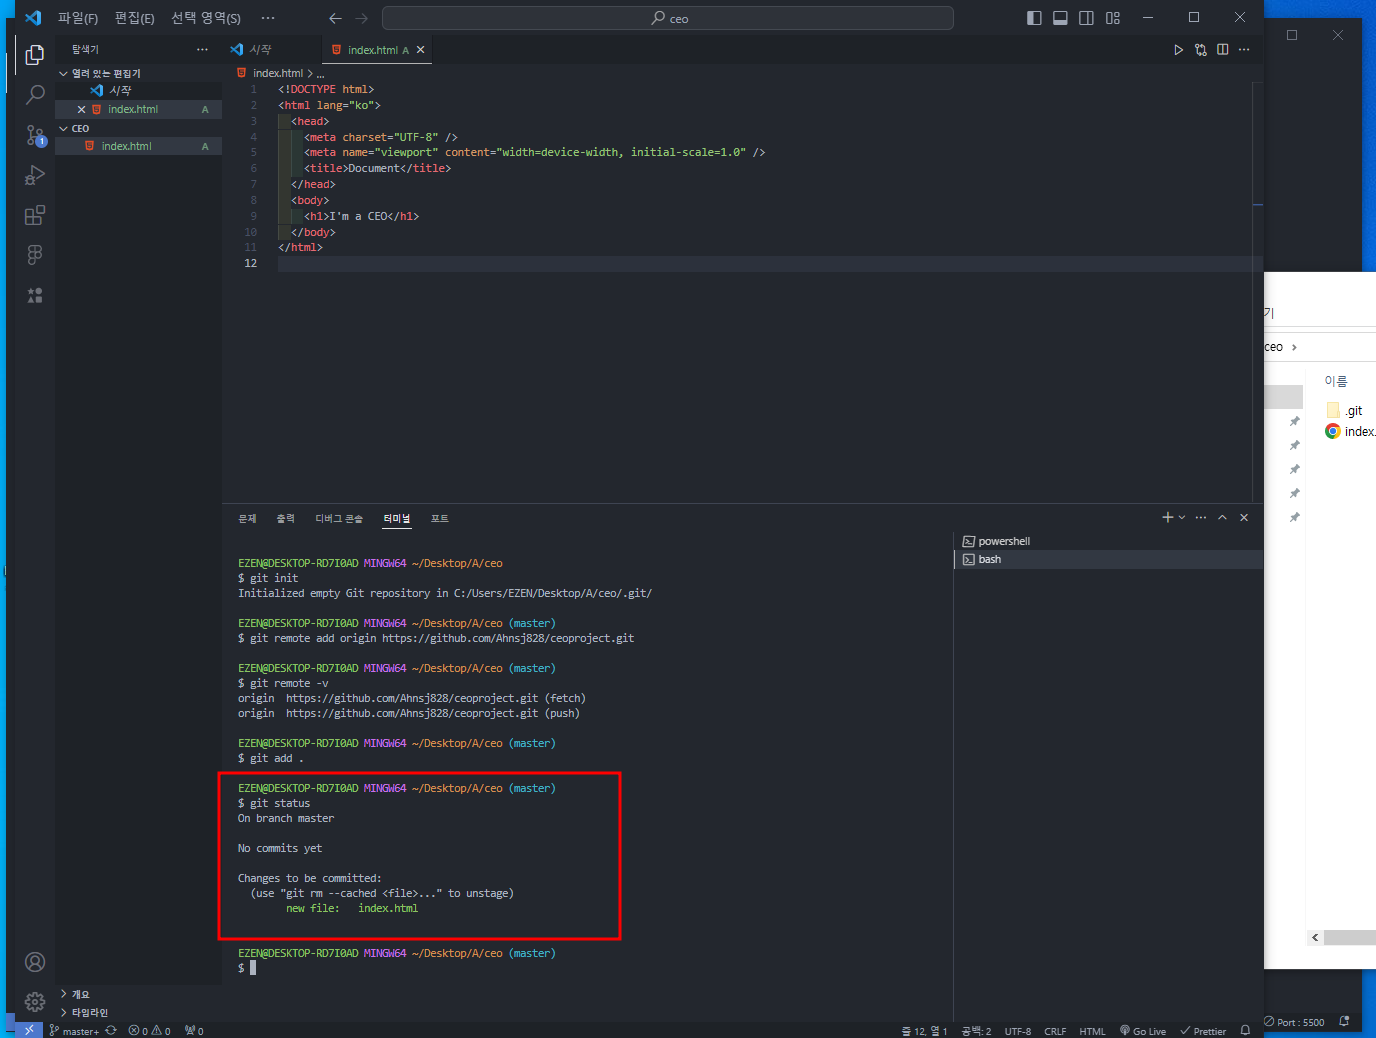 파일(F) 편집(E) 선택 영역(S) ··· ceo
탐색기 ···
시작 index.html A
열려 있는 편집기
시작
index.html A
CEO
index.html A
1
index.html > ...
1 <!DOCTYPE html>
2 <html lang="ko">
3 <head>
4 <meta charset="UTF-8" />
5 <meta name="viewport" content="width=device-width, initial-scale=1.0" />
6 <title>Document</title>
7 </head>
8 <body>
9 <h1>I'm a CEO</h1>
10 </body>
11 </html>
12
문제 출력 디버그 콘솔 터미널 포트
powershell
bash
EZEN@DESKTOP-RD7I0AD MINGW64 ~/Desktop/A/ceo
$ git init
Initialized empty Git repository in C:/Users/EZEN/Desktop/A/ceo/.git/
EZEN@DESKTOP-RD7I0AD MINGW64 ~/Desktop/A/ceo (master)
$ git remote add origin https://github.com/Ahnsj828/ceoproject.git
EZEN@DESKTOP-RD7I0AD MINGW64 ~/Desktop/A/ceo (master)
$ git remote -v
origin https://github.com/Ahnsj828/ceoproject.git (fetch)
origin https://github.com/Ahnsj828/ceoproject.git (push)
EZEN@DESKTOP-RD7I0AD MINGW64 ~/Desktop/A/ceo (master)
$ git add .
EZEN@DESKTOP-RD7I0AD MINGW64 ~/Desktop/A/ceo (master)
$ git status
On branch master
No commits yet
Changes to be committed:
(use "git rm --cached <file>..." to unstage)
new file: index.html
EZEN@DESKTOP-RD7I0AD MINGW64 ~/Desktop/A/ceo (master)
$
개요
타임라인
master+ 0 0 0 줄 12, 열 1 공백: 2 UTF-8 CRLF HTML Go Live Prettier
기
ceo >
이름
.git
index.
Port : 5500